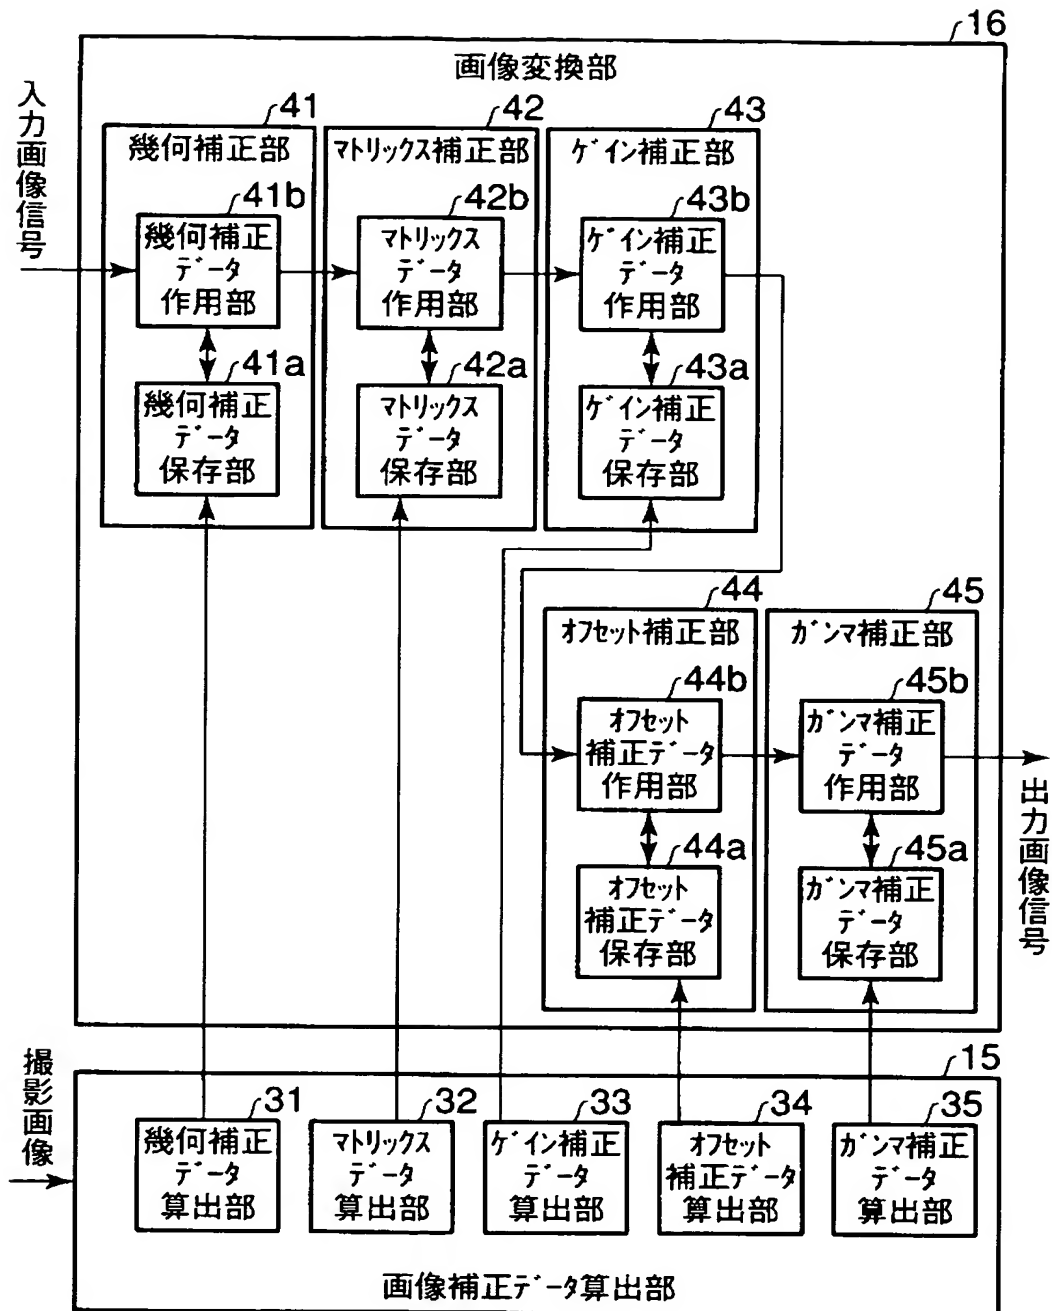 16
画像変換部
入力画像信号
41
幾何補正部
41b
幾何補正
データ
作用部
41a
幾何補正
データ
保存部
42
マトリックス補正部
42b
マトリックス
データ
作用部
42a
マトリックス
データ
保存部
43
ゲイン補正部
43b
ゲイン補正
データ
作用部
43a
ゲイン補正
データ
保存部
44
オフセット補正部
44b
オフセット
補正データ
作用部
44a
オフセット
補正データ
保存部
45
ガンマ補正部
45b
ガンマ補正
データ
作用部
45a
ガンマ補正
データ
保存部
出力画像信号
撮影画像
15
31
幾何補正
データ
算出部
32
マトリックス
データ
算出部
33
ゲイン補正
データ
算出部
34
オフセット
補正データ
算出部
35
ガンマ補正
データ
算出部
画像補正データ算出部